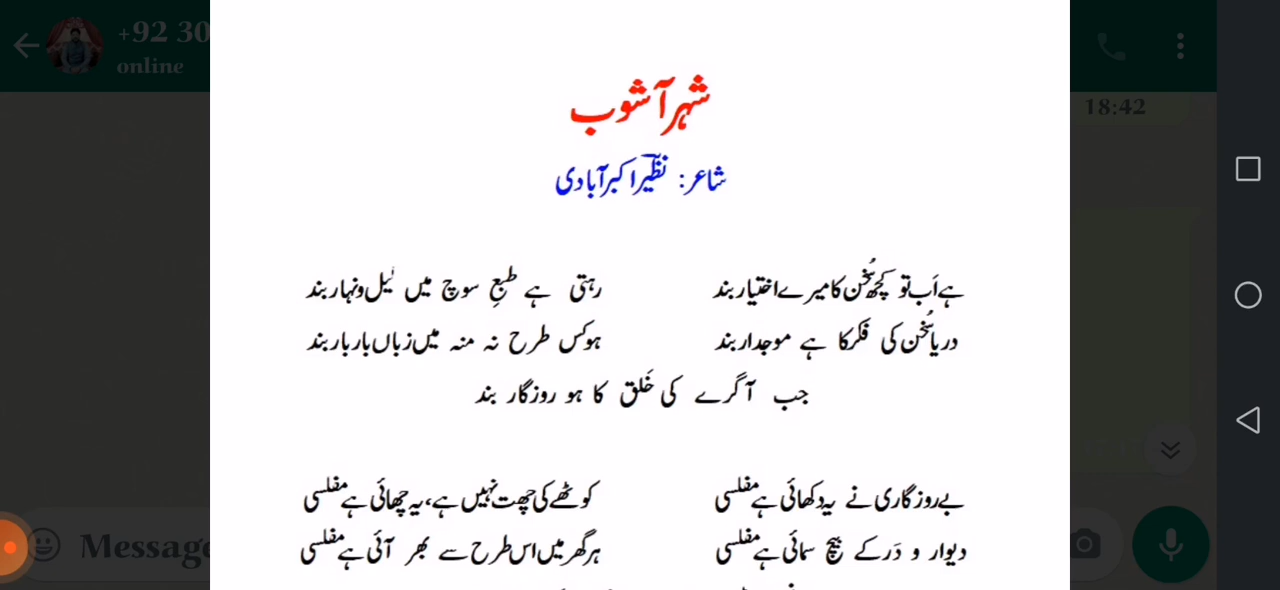 +92 30
online
18:42
شہر آشوب
شاعر: نظیرؔ اکبر آبادی
ہے اَب تو کچھ سُخن کا میرے اختیار بند رہتی ہے طبعِ سوچ میں لَیل و نہار بند
دریا سُخن کی فکر کا ہے موجدار بند ہو کس طرح نہ منہ میں زباں بار بار بند
جب آگرے کی خَلق کا ہو روزگار بند
بے روزگاری نے یہ دکھائی ہے مفلسی کوٹھے کی چھت نہیں ہے، یہ چھائی ہے مفلسی
دیوار و دَر کے بیچ سمائی ہے مفلسی ہر گھر میں اس طرح سے بھر آئی ہے مفلسی
Message